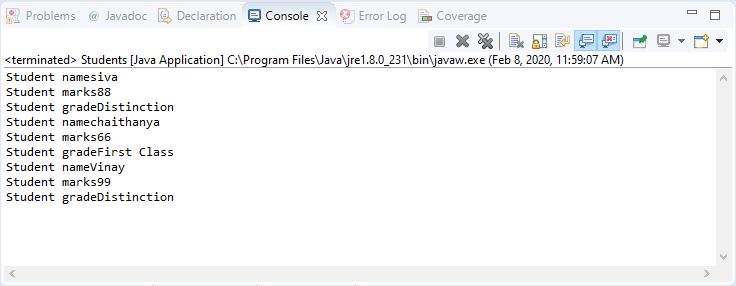 Problems @ Javadoc Declaration Console Error Log Coverage
<terminated> Students [Java Application] C:\Program Files\Java\jre1.8.0_231\bin\javaw.exe (Feb 8, 2020, 11:59:07 AM)
Student namesiva
Student marks88
Student gradeDistinction
Student namechaithanya
Student marks66
Student gradeFirst Class
Student nameVinay
Student marks99
Student gradeDistinction